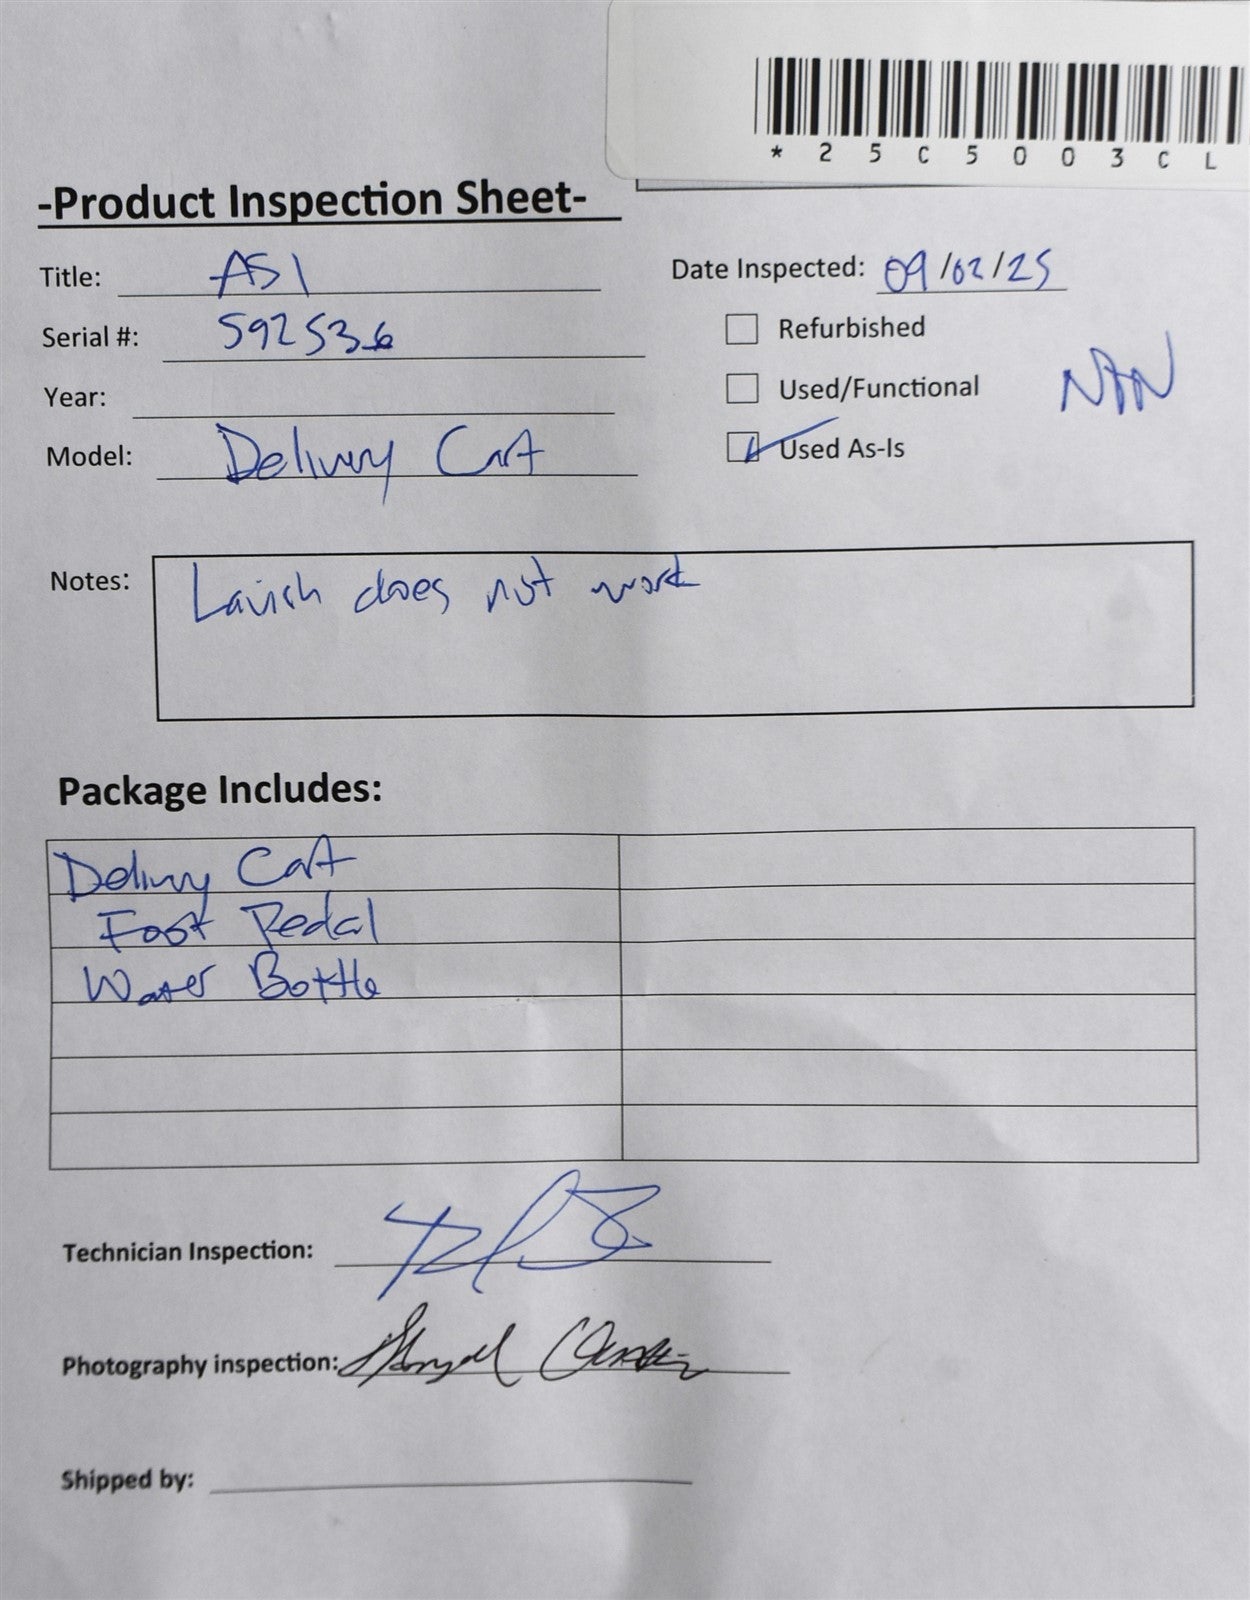 *25C5003CL
-Product Inspection Sheet-
Title: ASI
Date Inspected: 09/02/25
Serial #: 592536
Refurbished
Year:
Used/Functional
Model: Delivery Cart
Used As-Is
Notes: Lavish does not work
Package Includes:
Delivery Cart
Foot Pedal
Water Bottle
Technician Inspection:
Photography inspection:
Shipped by: